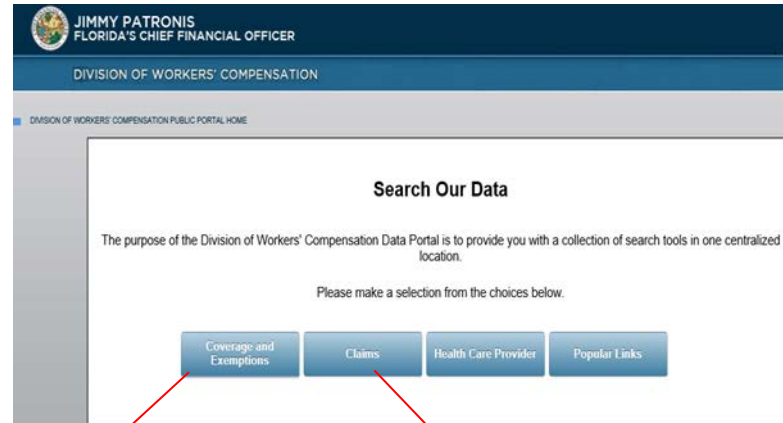 JIMMY PATRONIS
FLORIDA'S CHIEF FINANCIAL OFFICER
DIVISION OF WORKERS' COMPENSATION
DIVISION OF WORKERS' COMPENSATION PUBLIC PORTAL HOME
Search Our Data
The purpose of the Division of Workers' Compensation Data Portal is to provide you with a collection of search tools in one centralized
location.
Please make a selection from the choices below.
Coverage and
Exemptions
Claims
Health Care Provider
Popular Links